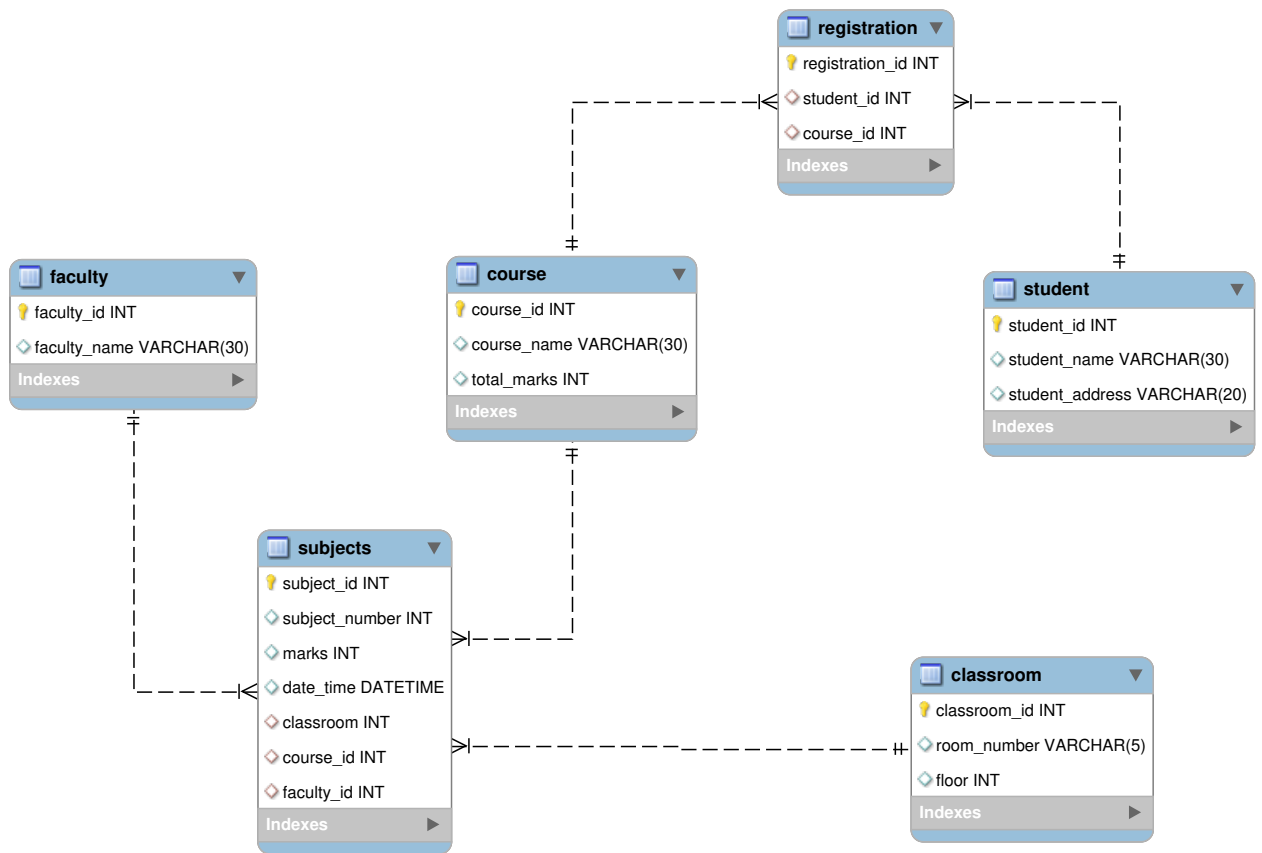 registration
registration_id INT
student_id INT
course_id INT
Indexes
faculty
faculty_id INT
faculty_name VARCHAR(30)
Indexes
course
course_id INT
course_name VARCHAR(30)
total_marks INT
Indexes
student
student_id INT
student_name VARCHAR(30)
student_address VARCHAR(20)
Indexes
subjects
subject_id INT
subject_number INT
marks INT
date_time DATETIME
classroom INT
course_id INT
faculty_id INT
Indexes
classroom
classroom_id INT
room_number VARCHAR(5)
floor INT
Indexes